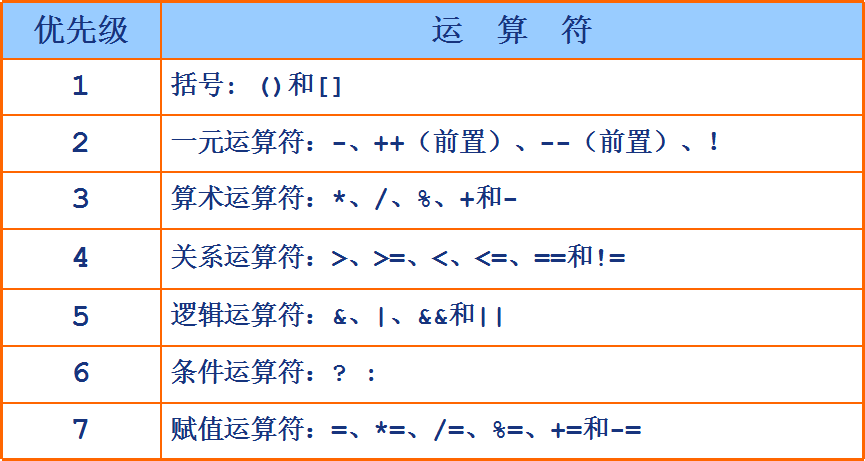 优先级 运 算 符
1 括号: ()和[]
2 一元运算符: -、++（前置）、--（前置）、!
3 算术运算符: *、/、%、+和-
4 关系运算符: >、>=、<、<=、==和!=
5 逻辑运算符: &、|、&&和||
6 条件运算符: ? :
7 赋值运算符: =、*=、/=、%=、+=和-=